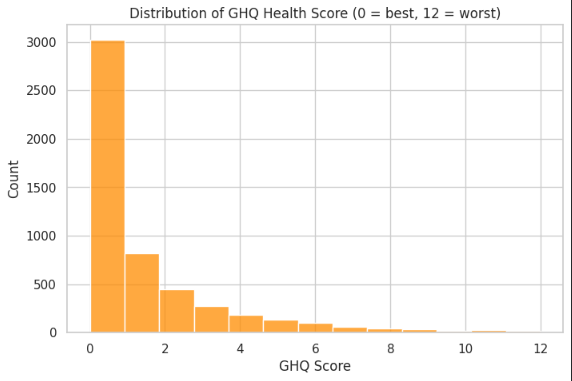 Distribution of GHQ Health Score (0 = best, 12 = worst)
3000
2500
2000
1500
1000
500
0
Count
0 2 4 6 8 10 12
GHQ Score